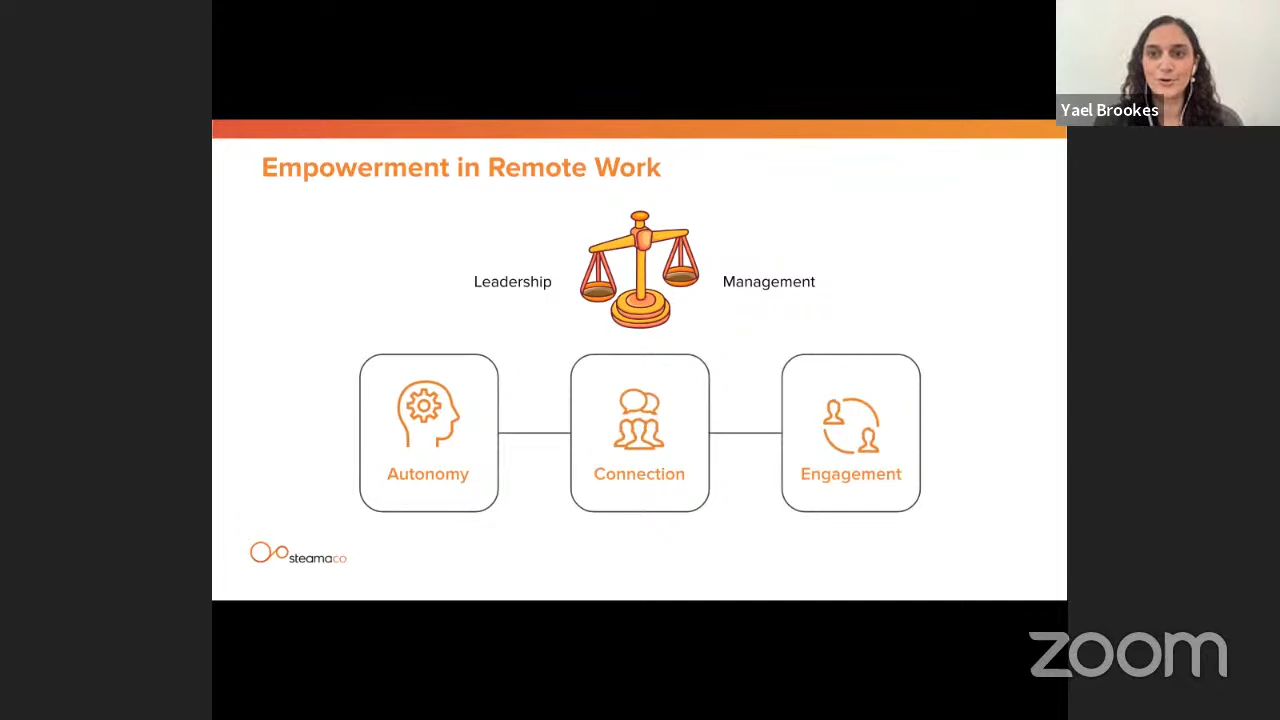 Yael Brookes
Empowerment in Remote Work
Leadership
Management
Autonomy
Connection
Engagement
steamaco
zoom